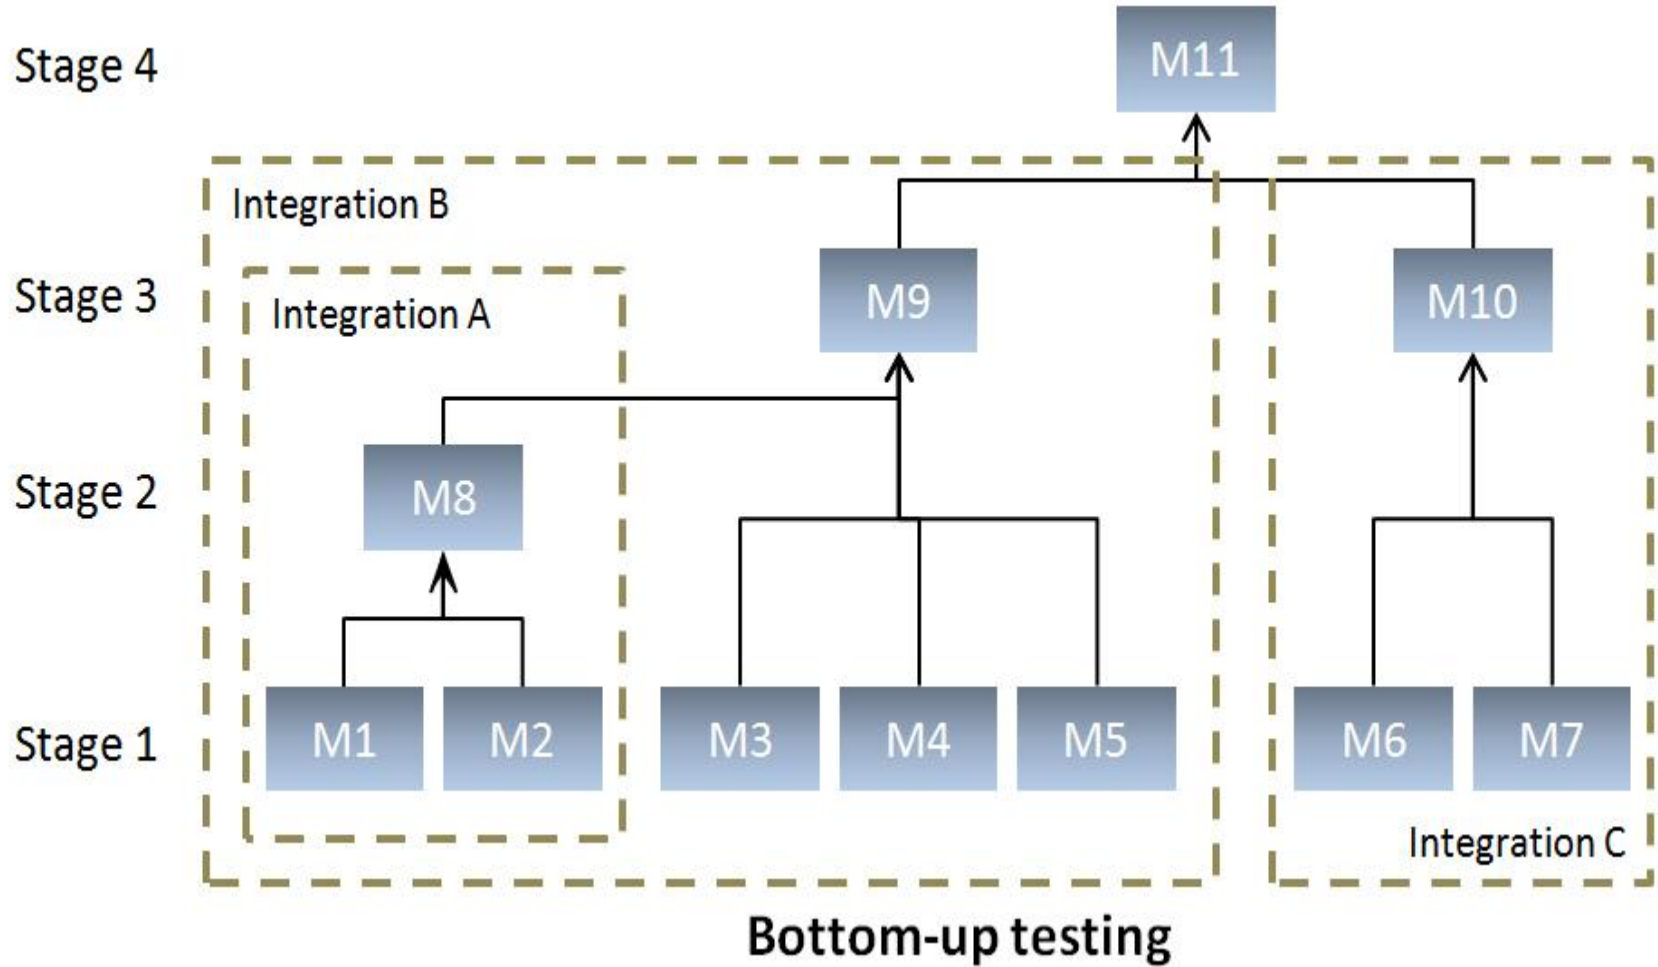 Stage 4
M11
Integration B
Stage 3
Integration A
M9
M10
Stage 2
M8
Stage 1
M1
M2
M3
M4
M5
M6
M7
Integration C
Bottom-up testing